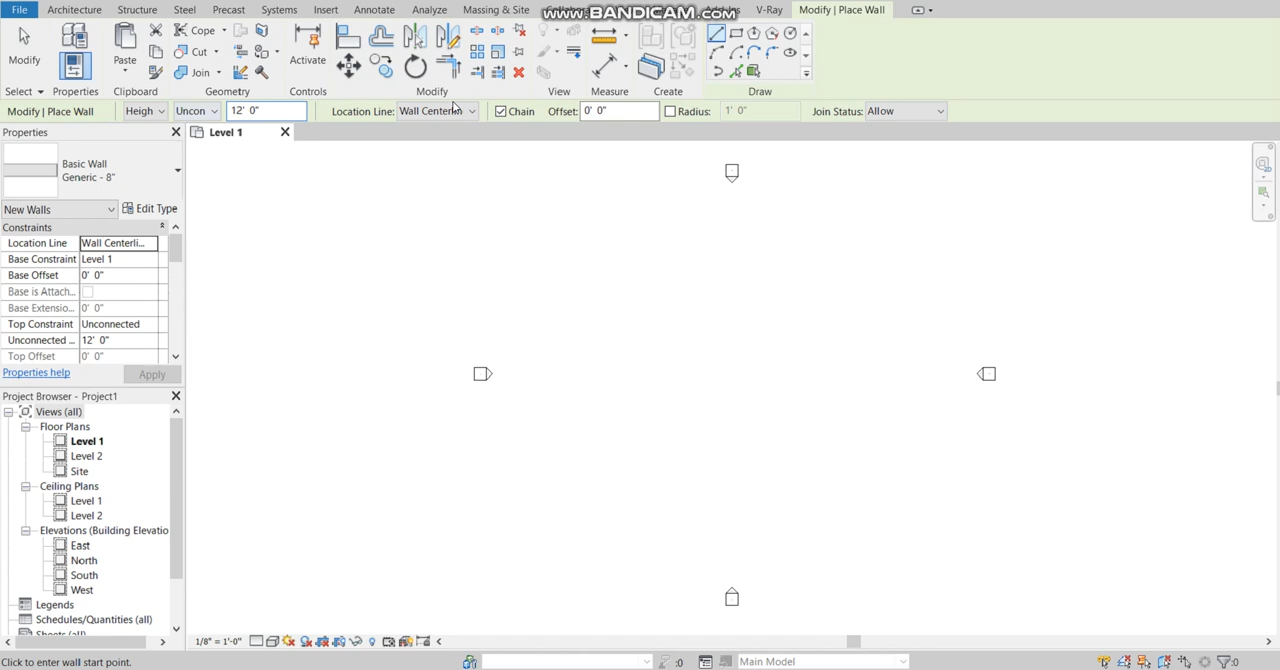 File Architecture Structure Steel Precast Systems Insert Annotate Analyze Massing & Site V-Ray Modify | Place Wall
www.BANDICAM.com
Modify Paste Cope Cut Join Activate
Select Properties Clipboard Geometry Controls Modify View Measure Create Draw
Modify | Place Wall Heigh Uncon 12' 0" Location Line: Wall Centerlin Chain Offset: 0' 0" Radius: 1' 0" Join Status: Allow
Properties
Level 1
Basic Wall
Generic - 8"
New Walls Edit Type
Constraints
Location Line Wall Centerli...
Base Constraint Level 1
Base Offset 0' 0"
Base is Attach...
Base Extensio... 0' 0"
Top Constraint Unconnected
Unconnected ... 12' 0"
Top Offset 0' 0"
Properties help Apply
Project Browser - Project1
Views (all)
Floor Plans
Level 1
Level 2
Site
Ceiling Plans
Level 1
Level 2
Elevations (Building Elevatio
East
North
South
West
Legends
Schedules/Quantities (all)
Sheets (all)
1/8" = 1'-0"
Click to enter wall start point.
:0
Main Model
:0